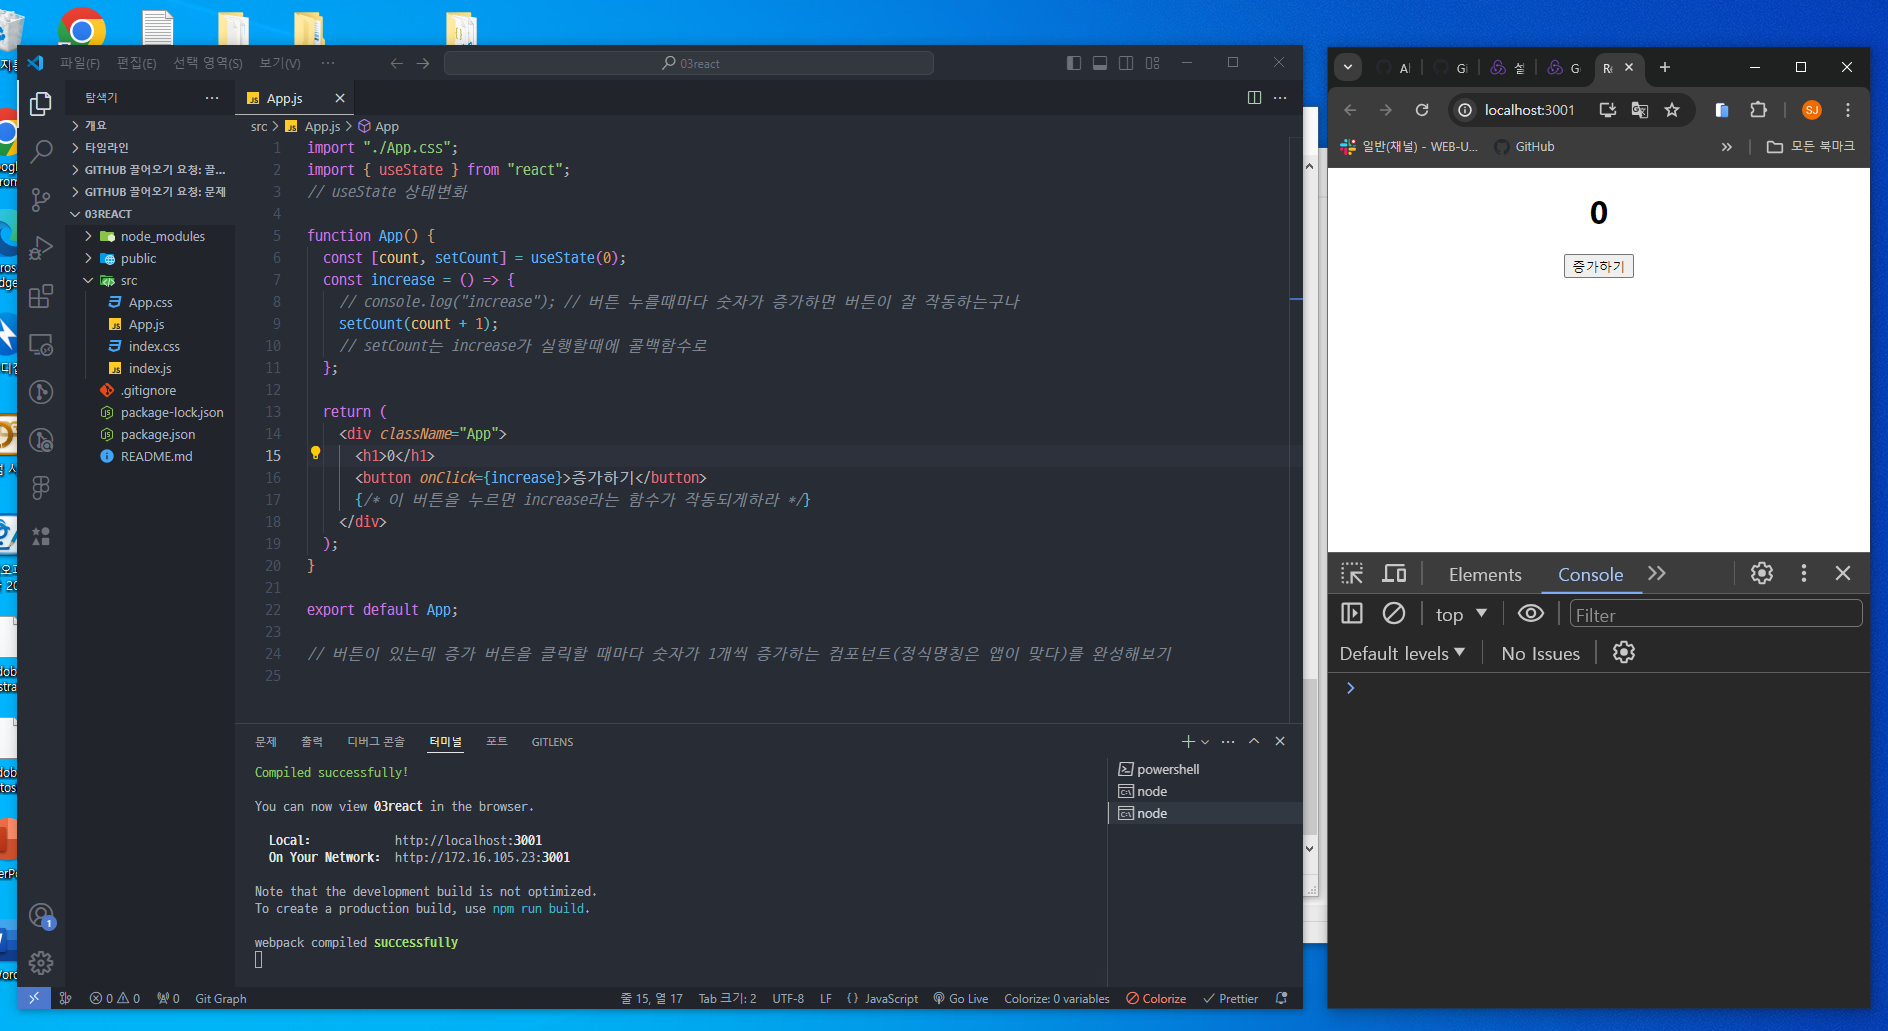 파일(F) 편집(E) 선택 영역(S) 보기(V) ···
03react
탐색기 ···
개요
타임라인
GITHUB 끌어오기 요청: 끌...
GITHUB 끌어오기 요청: 문제
03REACT
node_modules
public
src
App.css
App.js
index.css
index.js
.gitignore
package-lock.json
package.json
README.md
1
App.js
src > App.js > App
1 import "./App.css";
2 import { useState } from "react";
3 // useState 상태변화
4
5 function App() {
6 const [count, setCount] = useState(0);
7 const increase = () => {
8 // console.log("increase"); // 버튼 누를때마다 숫자가 증가하면 버튼이 잘 작동하는구나
9 setCount(count + 1);
10 // setCount는 increase가 실행할때에 콜백함수로
11 };
12
13 return (
14 <div className="App">
15 <h1>0</h1>
16 <button onClick={increase}>증가하기</button>
17 {/* 이 버튼을 누르면 increase라는 함수가 작동되게하라 */}
18 </div>
19 );
20 }
21
22 export default App;
23
24 // 버튼이 있는데 증가 버튼을 클릭할 때마다 숫자가 1개씩 증가하는 컴포넌트(정식명칭은 앱이 맞다)를 완성해보기
25
문제 출력 디버그 콘솔 터미널 포트 GITLENS
Compiled successfully!
You can now view 03react in the browser.
Local: http://localhost:3001
On Your Network: http://172.16.105.23:3001
Note that the development build is not optimized.
To create a production build, use npm run build.
webpack compiled successfully
powershell
node
node
0 0 0 Git Graph 줄 15, 열 17 Tab 크기: 2 UTF-8 LF {} JavaScript Go Live Colorize: 0 variables Colorize Prettier
localhost:3001 SJ
일반(채널) - WEB-U... GitHub » 모든 북마크
0
증가하기
Elements Console
top Filter
Default levels No Issues